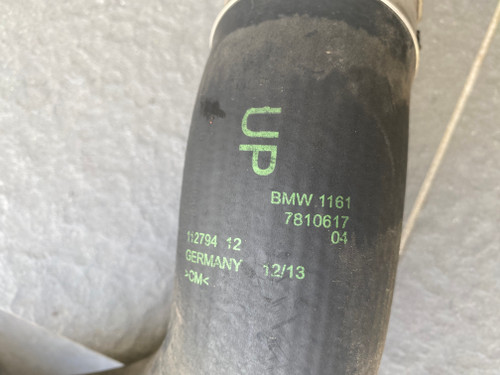 UP
BMW 1161
7810617
04
112794 12
GERMANY 12/13
>CM<